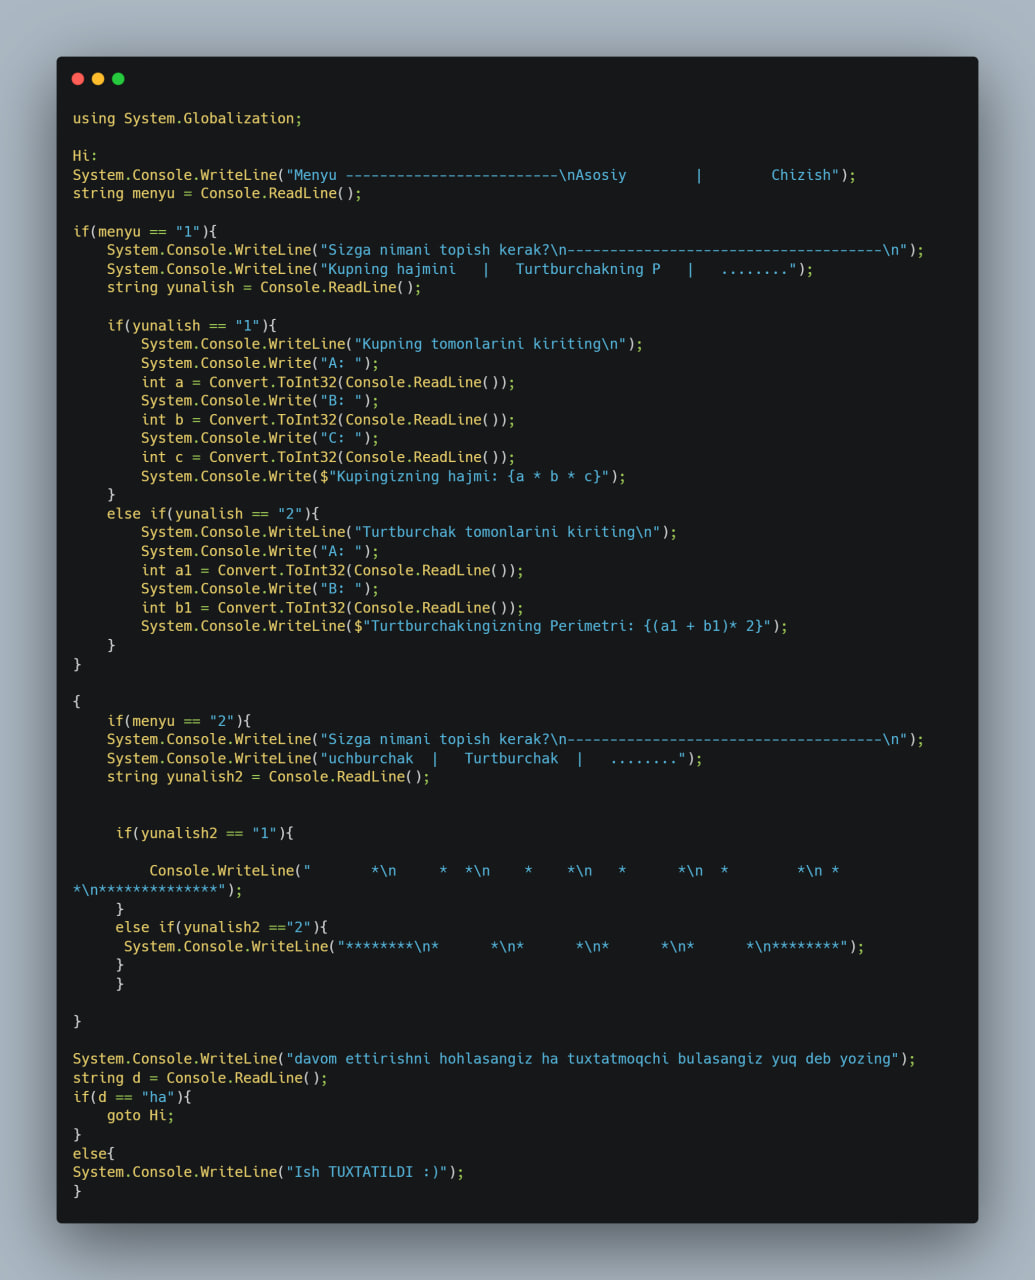 using System.Globalization;

Hi:
System.Console.WriteLine("Menyu -------------------------\nAsosiy        |        Chizish");
string menyu = Console.ReadLine();

if(menyu == "1"){
    System.Console.WriteLine("Sizga nimani topish kerak?\n-------------------------------------\n");
    System.Console.WriteLine("Kupning hajmini   |   Turtburchakning P   |   ........");
    string yunalish = Console.ReadLine();

    if(yunalish == "1"){
        System.Console.WriteLine("Kupning tomonlarini kiriting\n");
        System.Console.Write("A: ");
        int a = Convert.ToInt32(Console.ReadLine());
        System.Console.Write("B: ");
        int b = Convert.ToInt32(Console.ReadLine());
        System.Console.Write("C: ");
        int c = Convert.ToInt32(Console.ReadLine());
        System.Console.Write($"Kupingizning hajmi: {a * b * c}");
    }
    else if(yunalish == "2"){
        System.Console.WriteLine("Turtburchak tomonlarini kiriting\n");
        System.Console.Write("A: ");
        int a1 = Convert.ToInt32(Console.ReadLine());
        System.Console.Write("B: ");
        int b1 = Convert.ToInt32(Console.ReadLine());
        System.Console.WriteLine($"Turtburchakingizning Perimetri: {(a1 + b1)* 2}");
    }
}

{
    if(menyu == "2"){
    System.Console.WriteLine("Sizga nimani topish kerak?\n-------------------------------------\n");
    System.Console.WriteLine("uchburchak  |   Turtburchak  |   ........");
    string yunalish2 = Console.ReadLine();


     if(yunalish2 == "1"){

         Console.WriteLine("       *\n     *  *\n    *    *\n   *      *\n  *        *\n *
*\n**************");
     }
     else if(yunalish2 =="2"){
      System.Console.WriteLine("********\n*      *\n*      *\n*      *\n*      *\n********");
     }
     }

}

System.Console.WriteLine("davom ettirishni hohlasangiz ha tuxtatmoqchi bulasangiz yuq deb yozing");
string d = Console.ReadLine();
if(d == "ha"){
    goto Hi;
}
else{
System.Console.WriteLine("Ish TUXTATILDI :)");
}